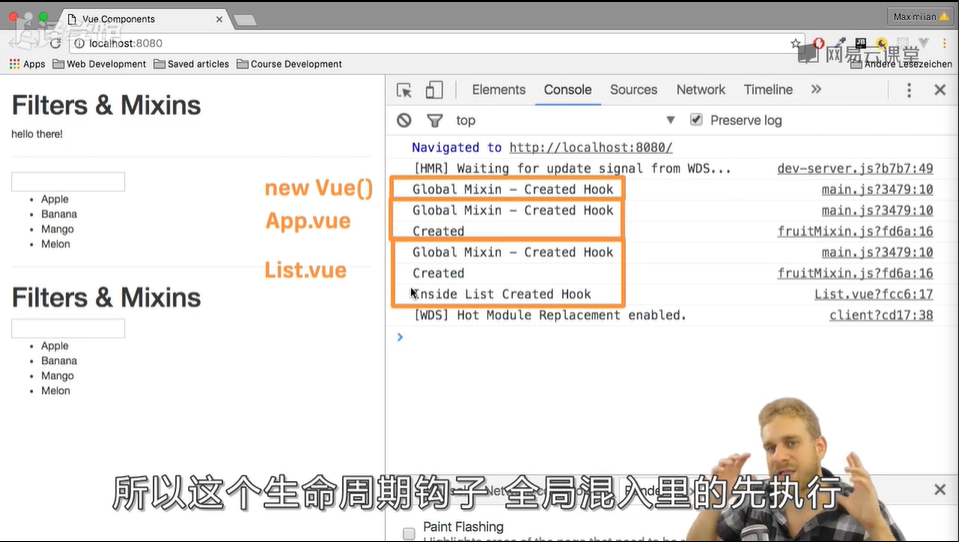 Vue Components
Maximilian
localhost:8080
网易云课堂
Apps Web Development Saved articles Course Development Andere Lesezeichen
Filters & Mixins
hello there!
Apple
Banana
Mango
Melon
Filters & Mixins
Apple
Banana
Mango
Melon
new Vue()
App.vue
List.vue
Elements Console Sources Network Timeline
top Preserve log
Navigated to http://localhost:8080/
[HMR] Waiting for update signal from WDS... dev-server.js?b7b7:49
Global Mixin - Created Hook main.js?3479:10
Global Mixin - Created Hook main.js?3479:10
Created fruitMixin.js?fd6a:16
Global Mixin - Created Hook main.js?3479:10
Created fruitMixin.js?fd6a:16
Inside List Created Hook List.vue?fcc6:17
[WDS] Hot Module Replacement enabled. client?cd17:38
所以这个生命周期钩子 全局混入里的先执行
Paint Flashing